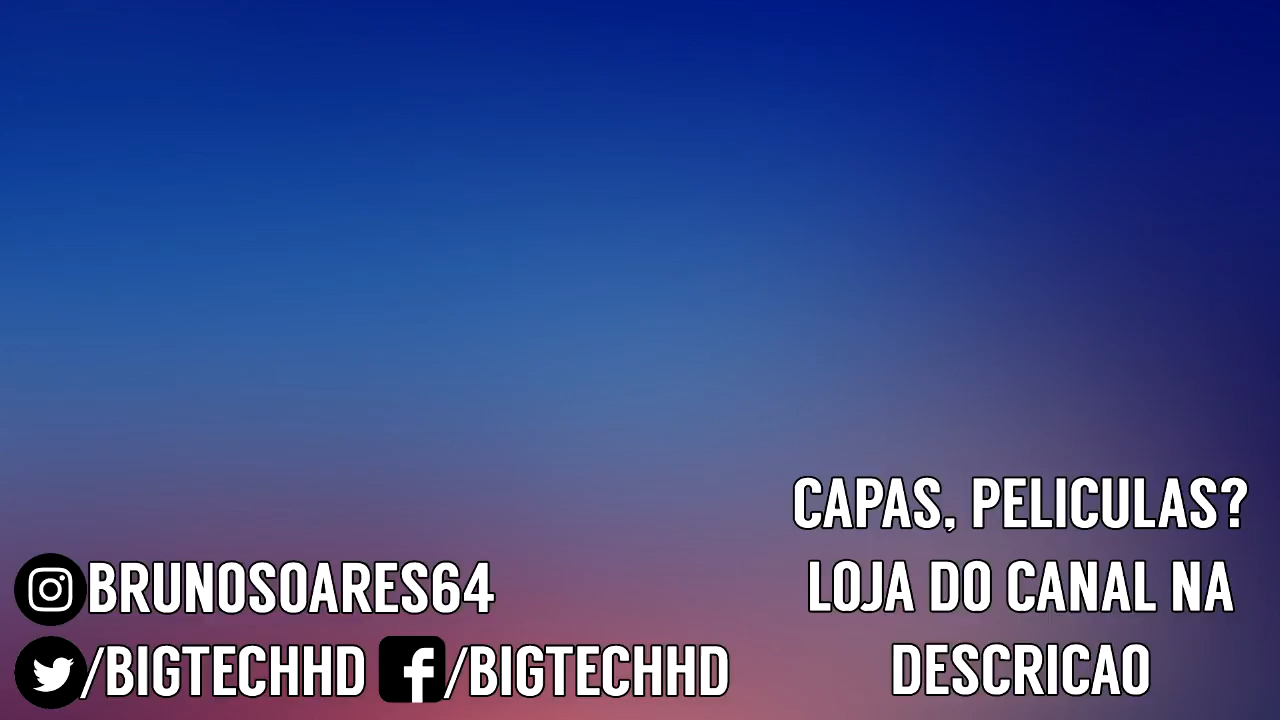 CAPAS, PELICULAS?
LOJA DO CANAL NA
DESCRICAO
BRUNOSOARES64
/BIGTECHHD /BIGTECHHD